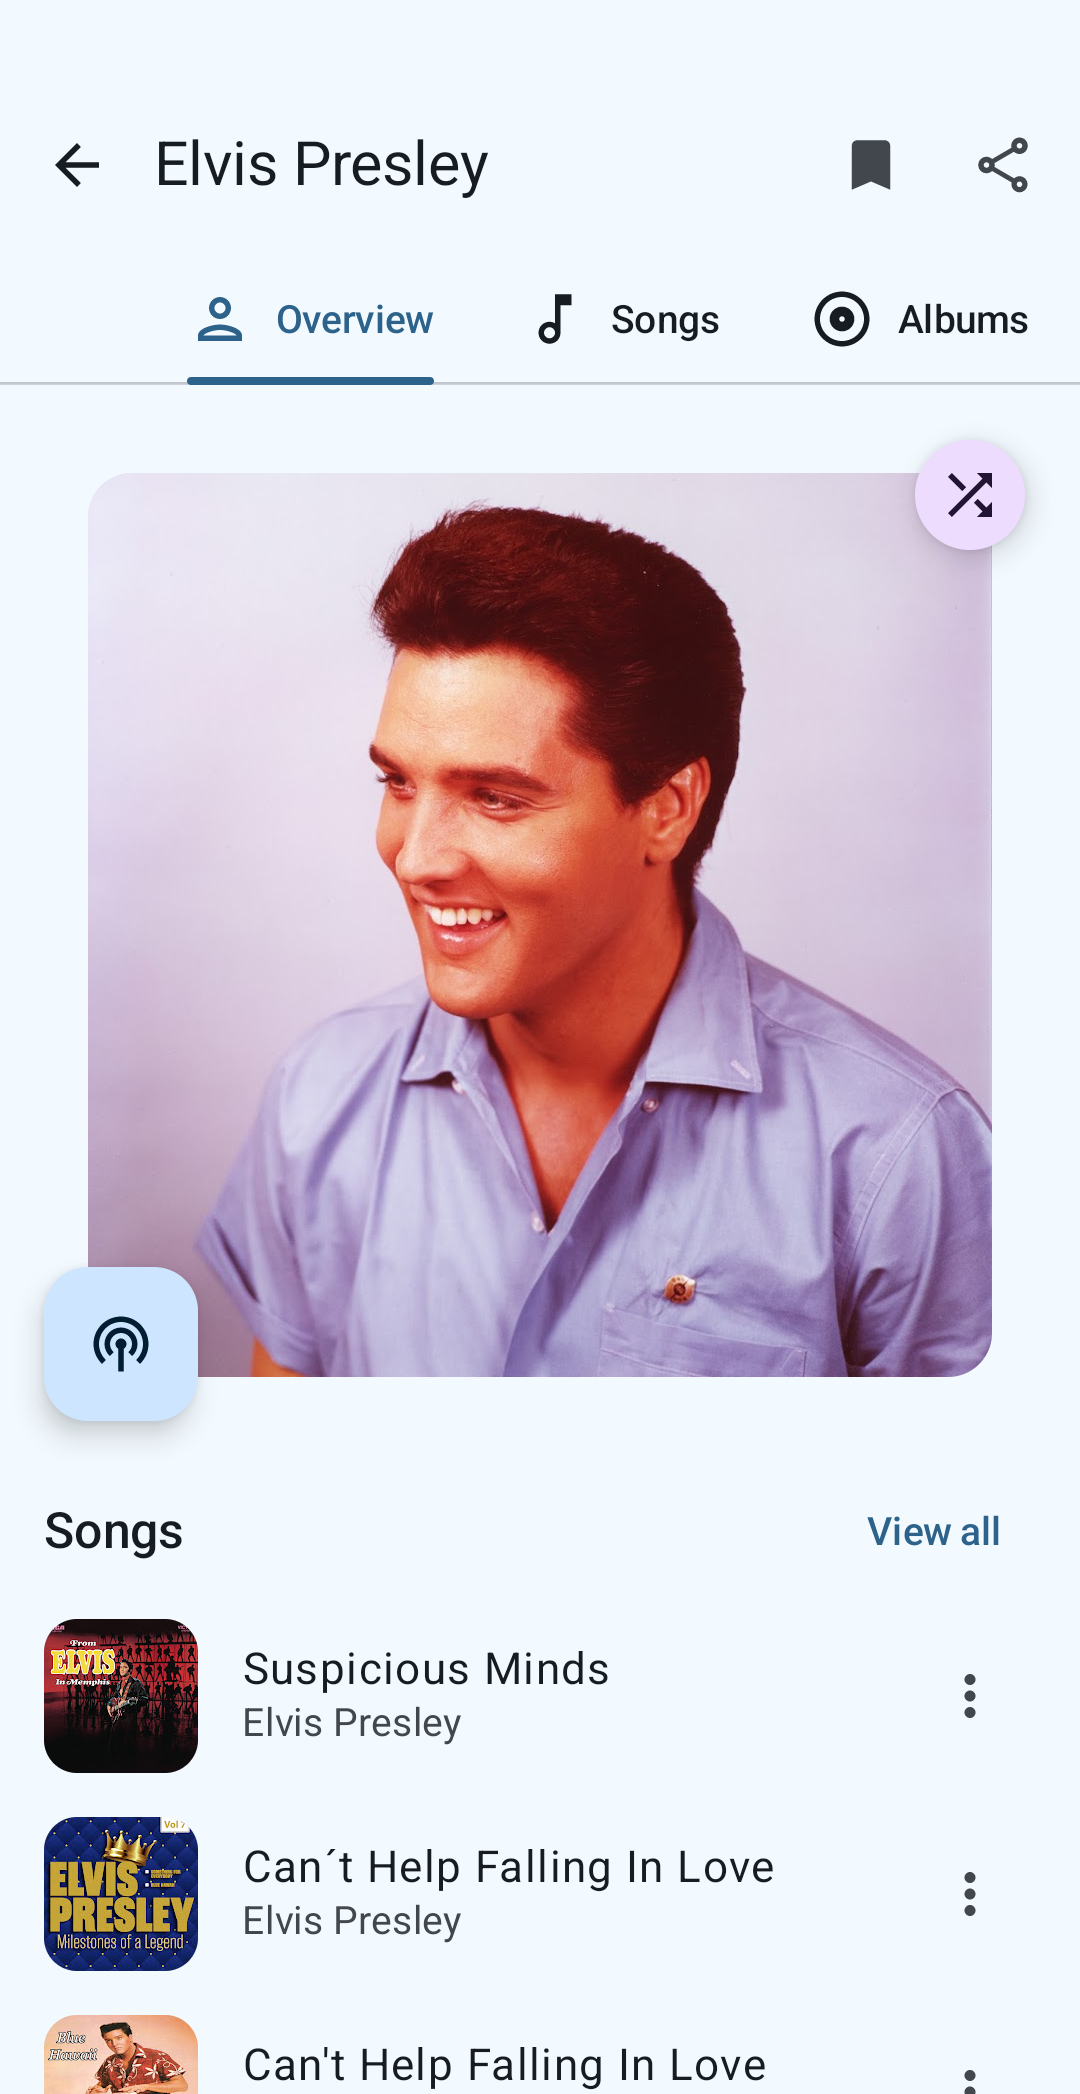 Elvis Presley
Overview
Songs
Albums
Songs
View all
From
ELVIS
In Memphis
Suspicious Minds
Elvis Presley
Vol 7
ELVIS
PRESLEY
Milestones of a Legend
Can´t Help Falling In Love
Elvis Presley
Blue
Hawaii
Can't Help Falling In Love